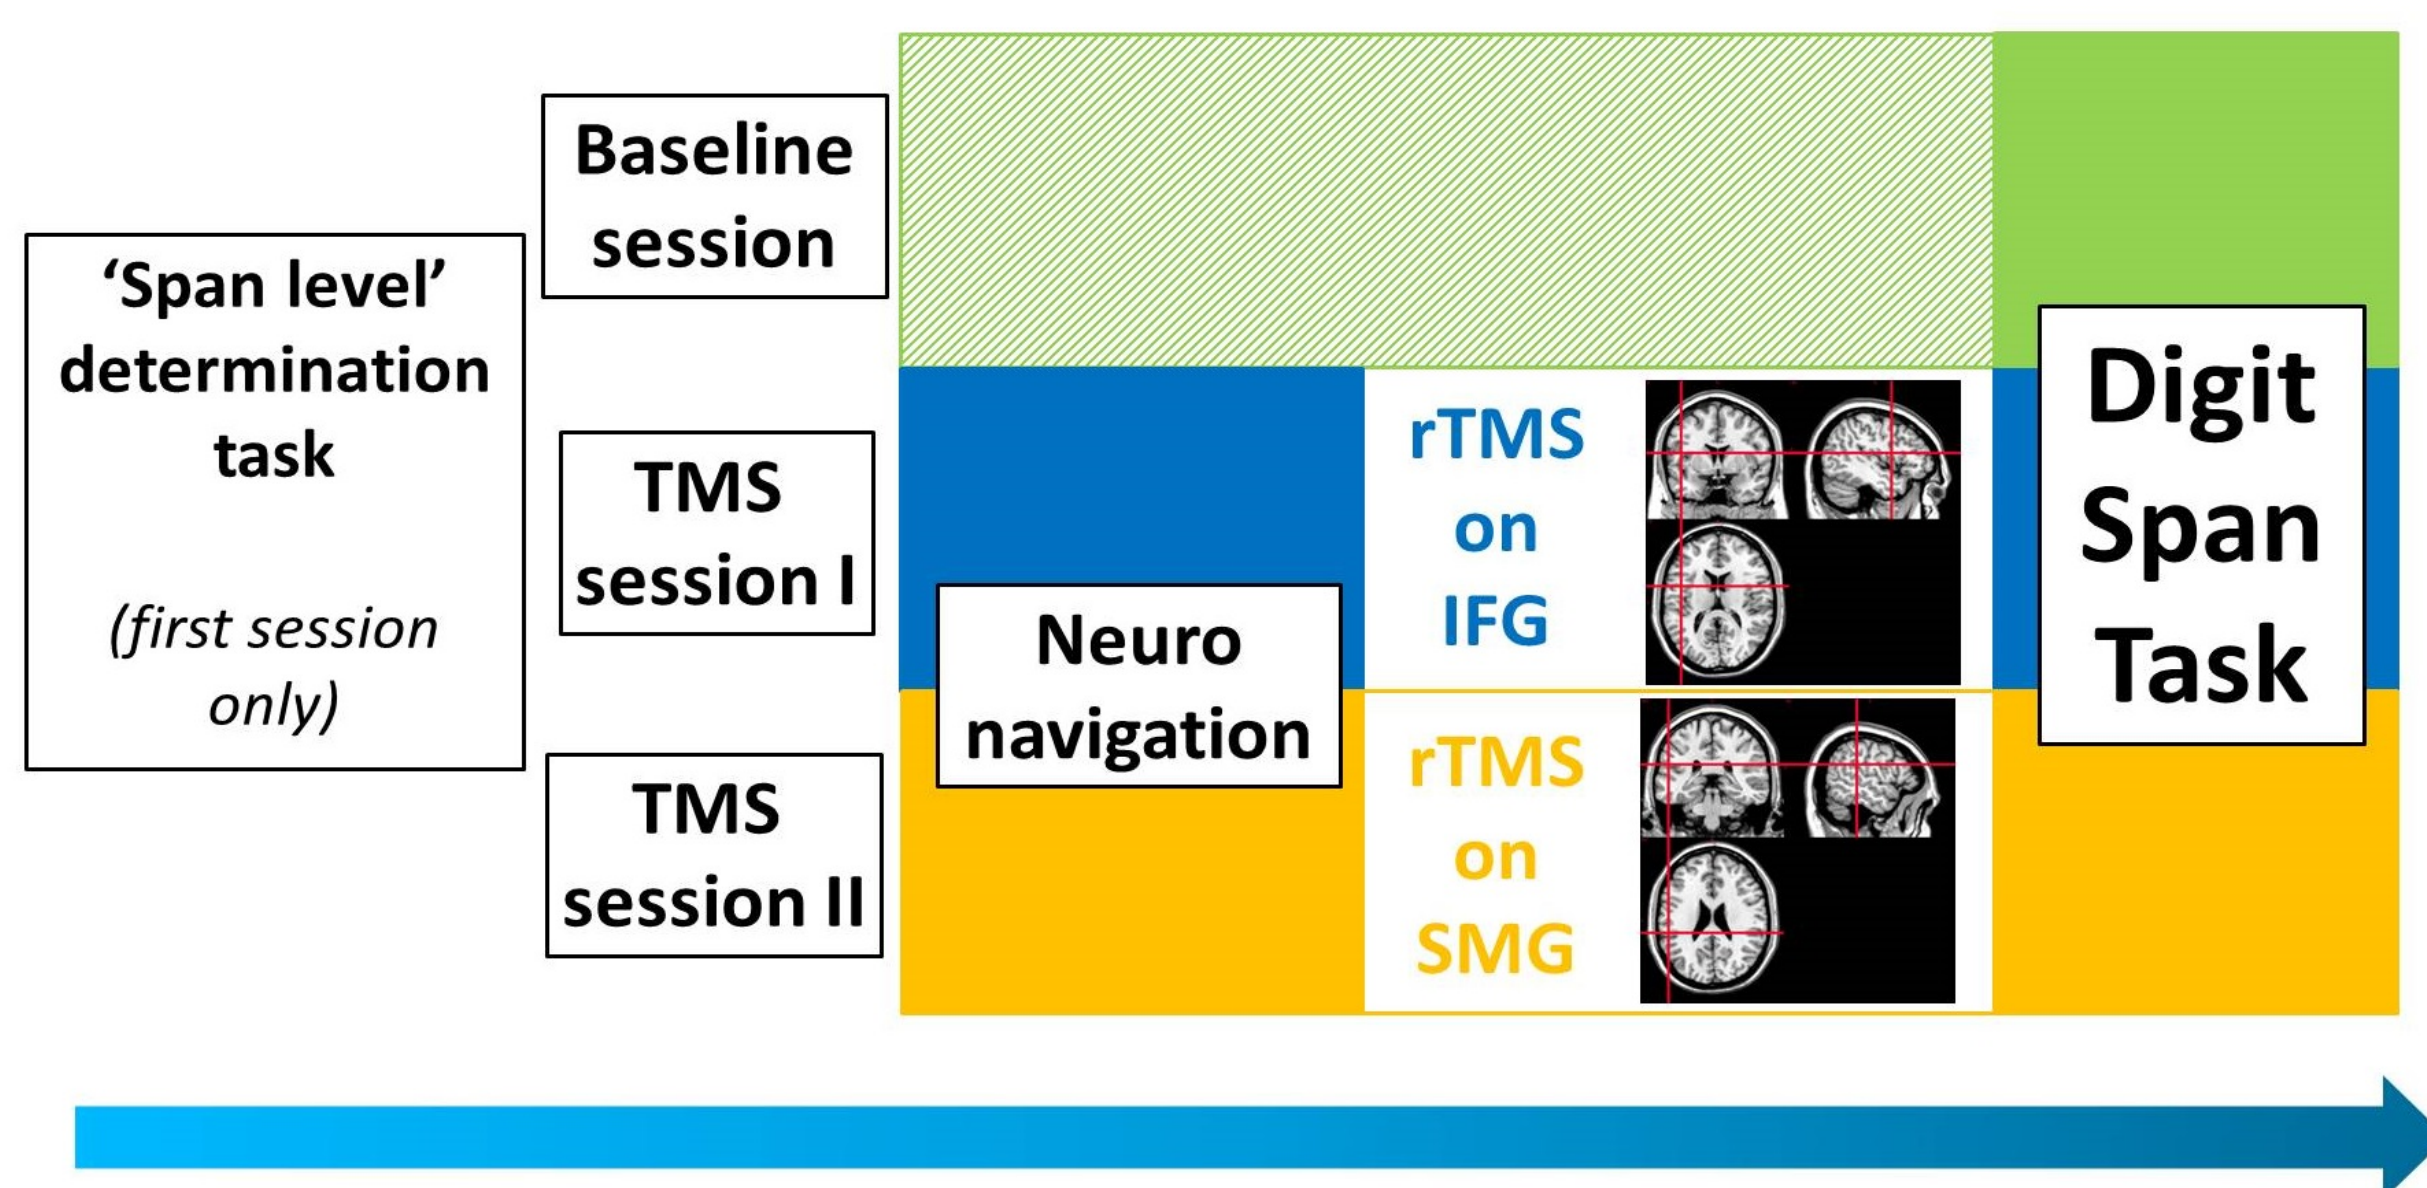 ‘Span level’
determination
task
(first session
only)
Baseline
session
TMS
session I
TMS
session II
Neuro
navigation
rTMS
on
IFG
rTMS
on
SMG
Digit
Span
Task